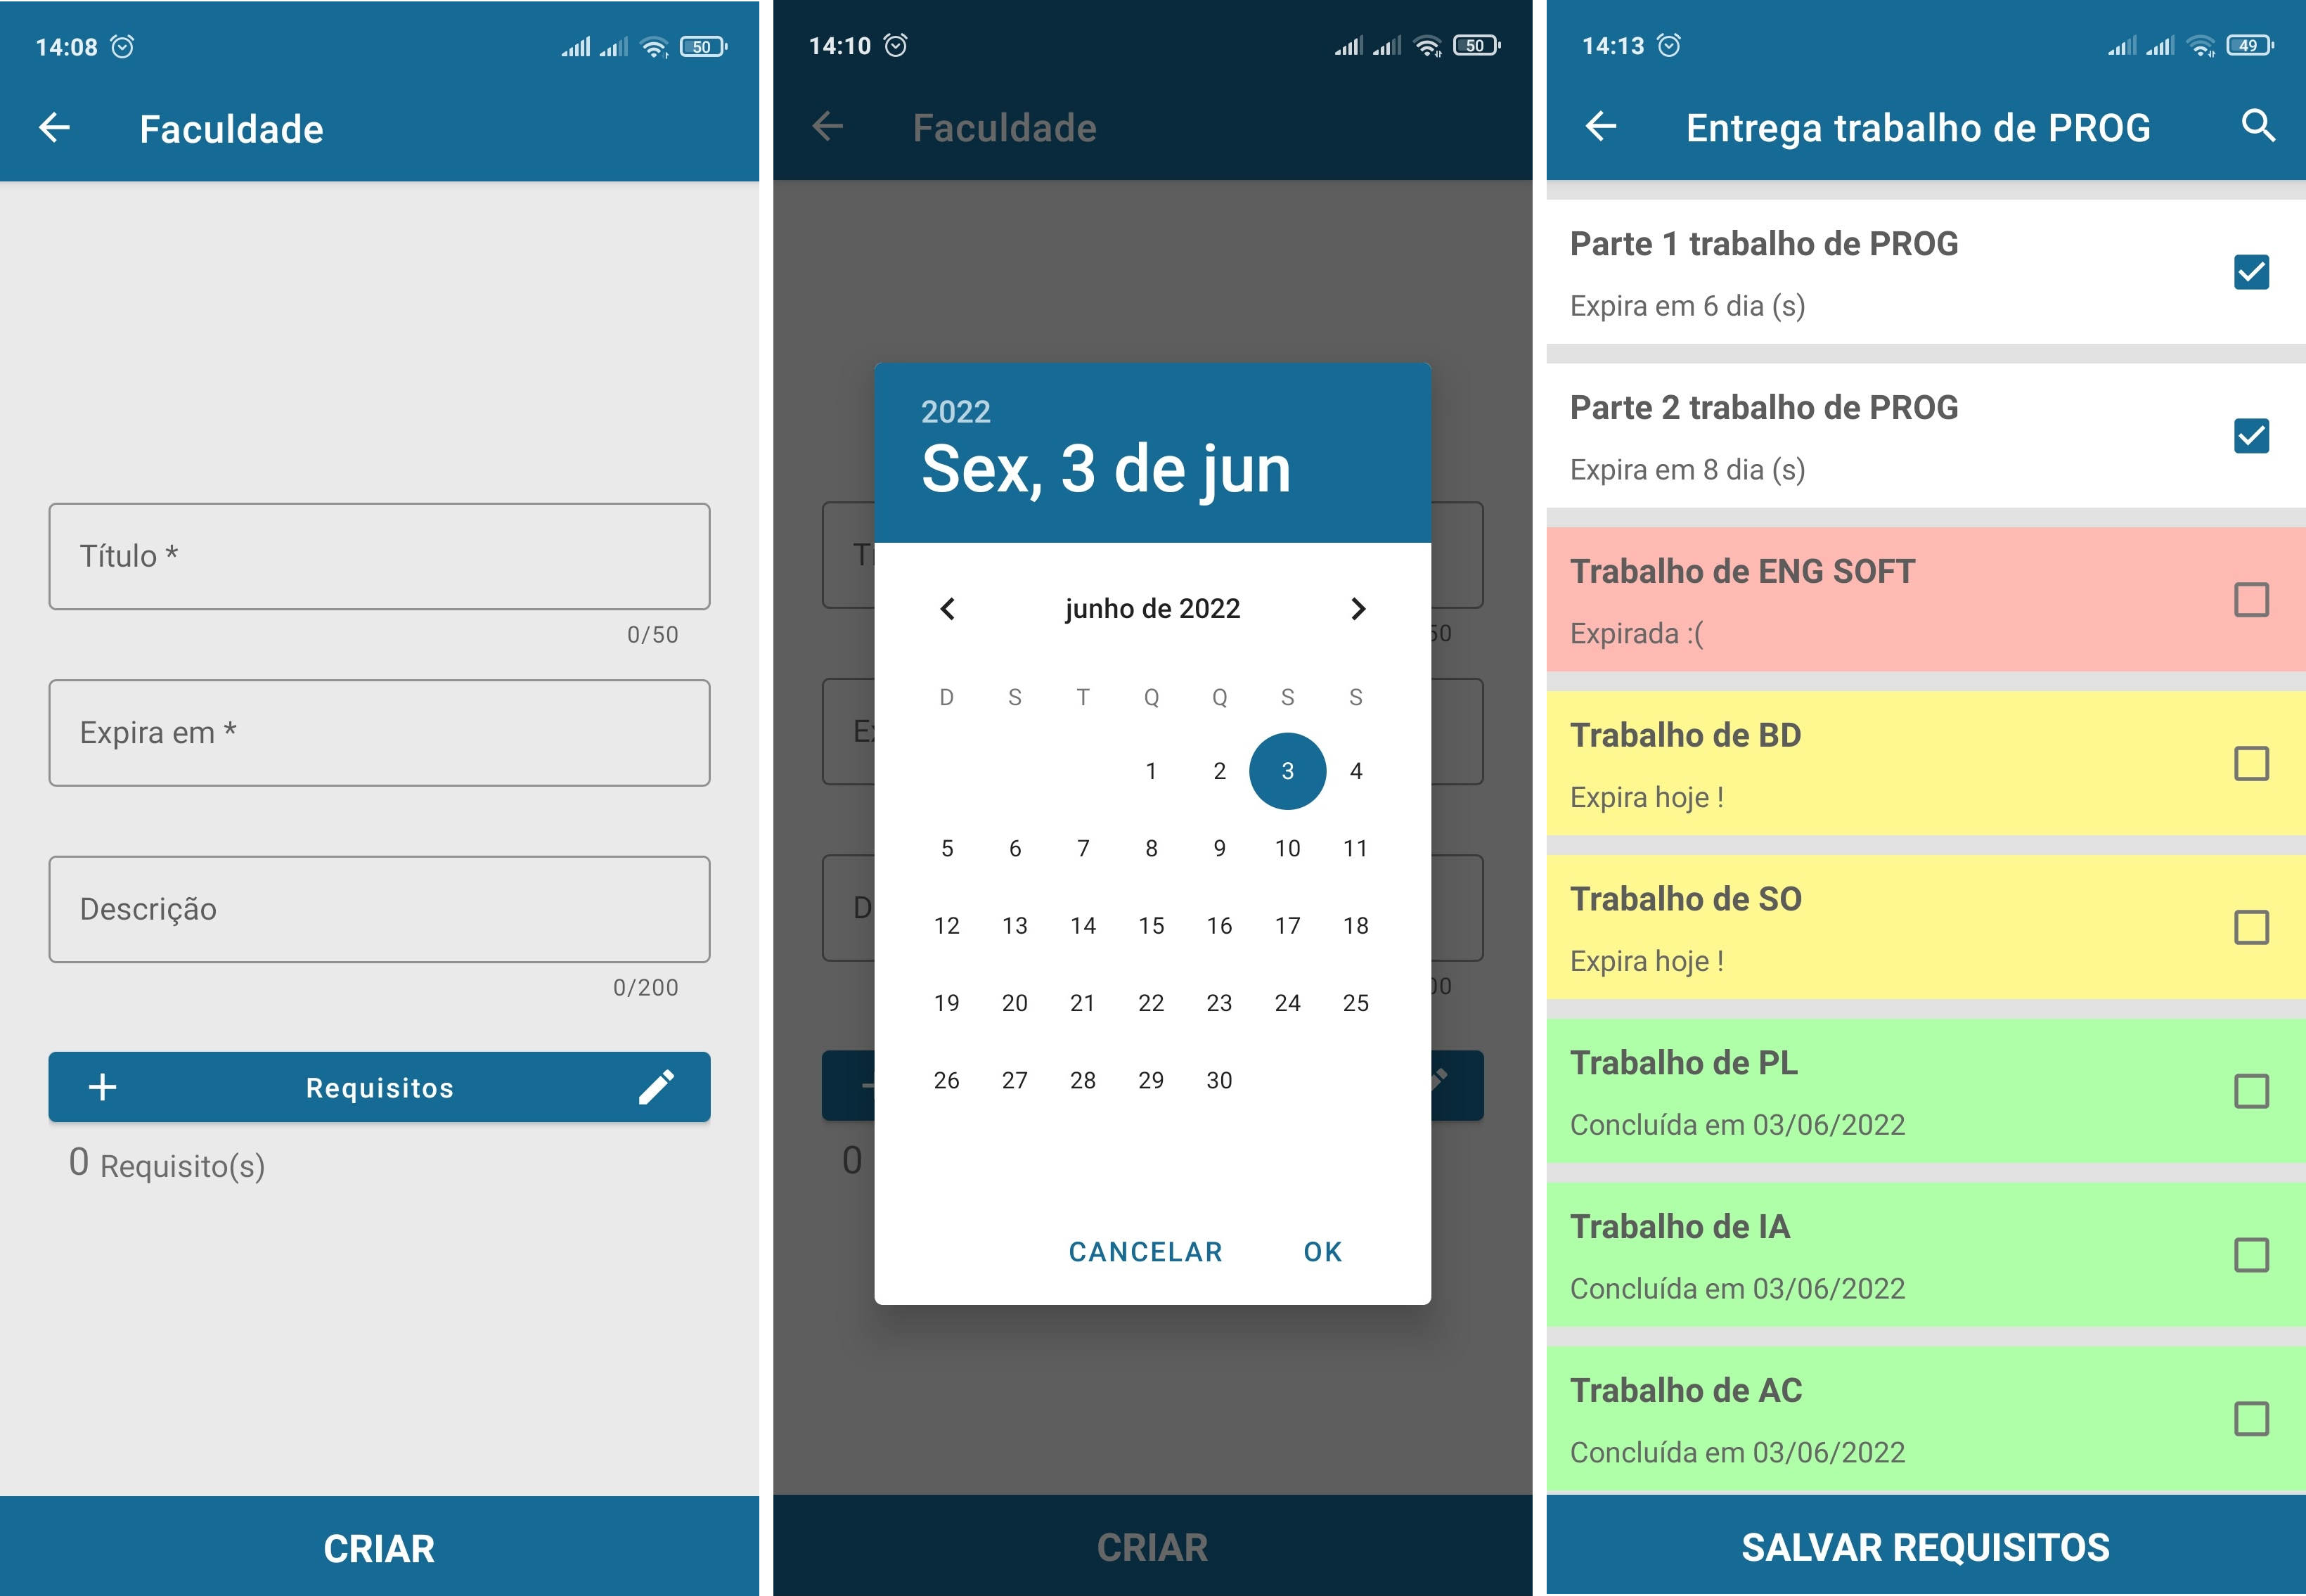 14:08
50
Faculdade
Título *
0/50
Expira em *
Descrição
0/200
Requisitos
0 Requisito(s)
CRIAR
14:10
50
Faculdade
2022
Sex, 3 de jun
junho de 2022
D S T Q Q S S
1 2 3 4
5 6 7 8 9 10 11
12 13 14 15 16 17 18
19 20 21 22 23 24 25
26 27 28 29 30
0
CANCELAR OK
CRIAR
14:13
49
Entrega trabalho de PROG
Parte 1 trabalho de PROG
Expira em 6 dia (s)
Parte 2 trabalho de PROG
Expira em 8 dia (s)
Trabalho de ENG SOFT
Expirada :(
Trabalho de BD
Expira hoje !
Trabalho de SO
Expira hoje !
Trabalho de PL
Concluída em 03/06/2022
Trabalho de IA
Concluída em 03/06/2022
Trabalho de AC
Concluída em 03/06/2022
SALVAR REQUISITOS